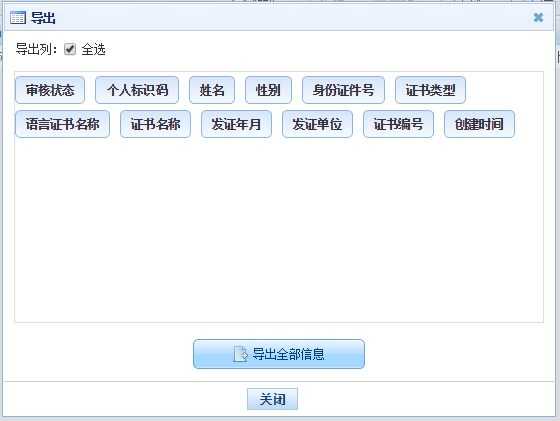 导出
导出列： 全选
审核状态 个人标识码 姓名 性别 身份证件号 证书类型
语言证书名称 证书名称 发证年月 发证单位 证书编号 创建时间
导出全部信息
关闭